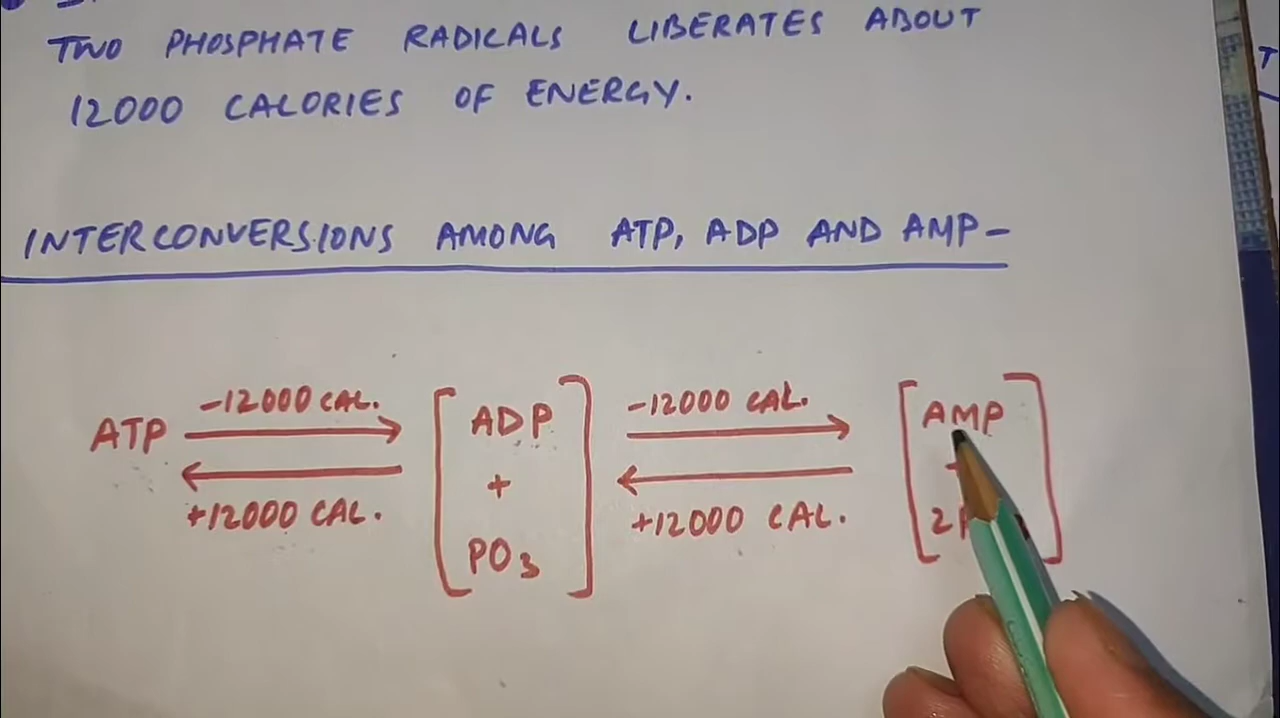 TWO PHOSPHATE RADICALS LIBERATES ABOUT
12000 CALORIES OF ENERGY.
INTERCONVERSIONS AMONG ATP, ADP AND AMP-
ATP -12000 CAL. [ADP -12000 CAL. [AMP
+12000 CAL. + +12000 CAL.
PO3]